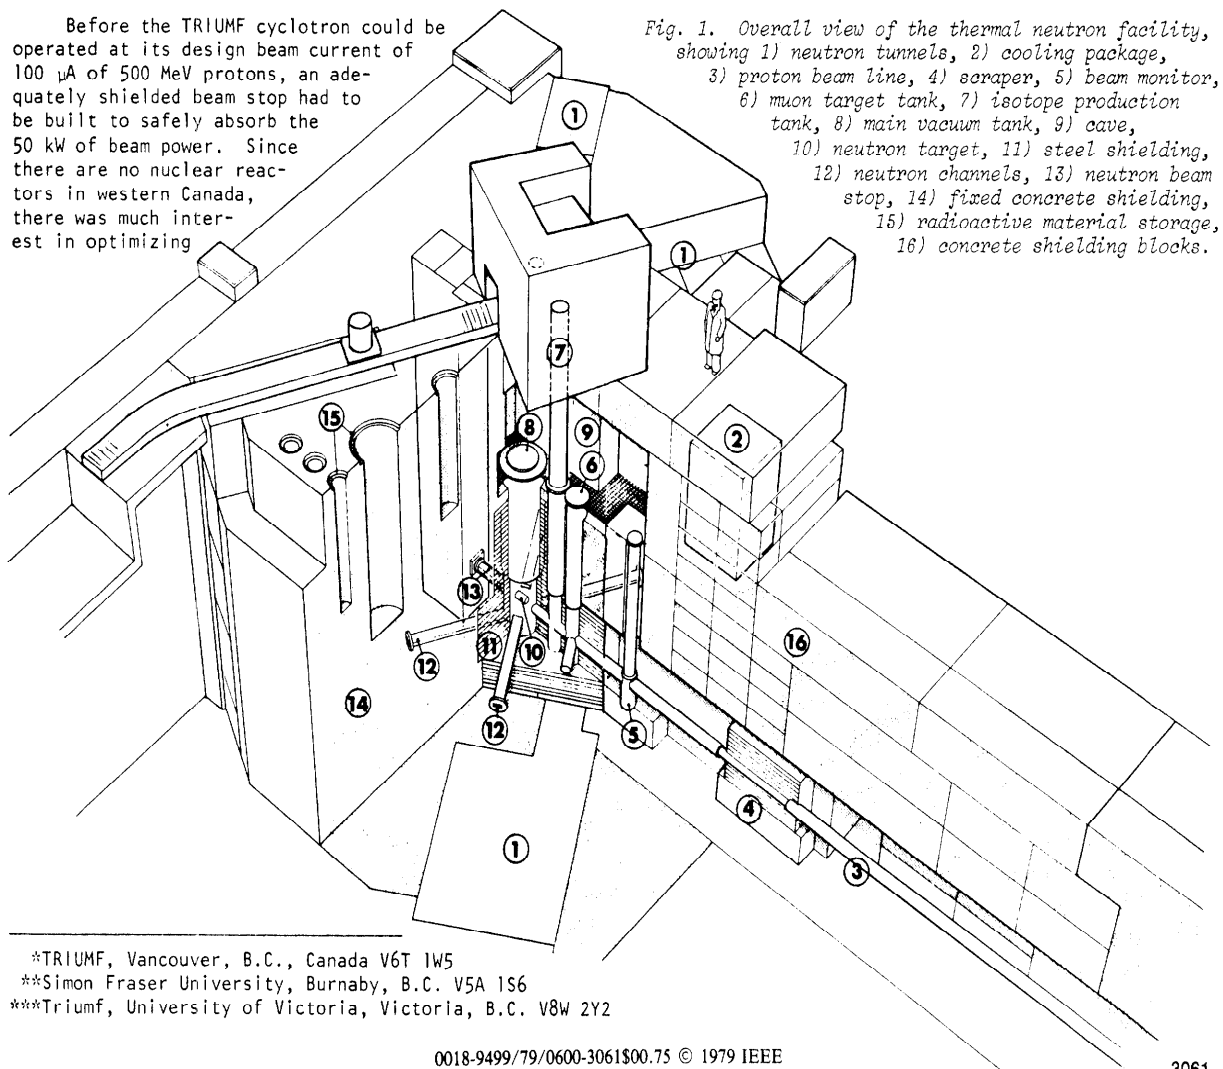 Before the TRIUMF cyclotron could be
operated at its design beam current of
100 μA of 500 MeV protons, an ade-
quately shielded beam stop had to
be built to safely absorb the
50 kW of beam power. Since
there are no nuclear reac-
tors in western Canada,
there was much inter-
est in optimizing
Fig. 1. Overall view of the thermal neutron facility,
showing 1) neutron tunnels, 2) cooling package,
3) proton beam line, 4) scraper, 5) beam monitor,
6) muon target tank, 7) isotope production
tank, 8) main vacuum tank, 9) cave,
10) neutron target, 11) steel shielding,
12) neutron channels, 13) neutron beam
stop, 14) fixed concrete shielding,
15) radioactive material storage,
16) concrete shielding blocks.
1
1
7
15
8
9
2
6
13
12
11
10
16
14
12
5
4
1
3
*TRIUMF, Vancouver, B.C., Canada V6T 1W5
**Simon Fraser University, Burnaby, B.C. V5A 1S6
***Triumf, University of Victoria, Victoria, B.C. V8W 2Y2
0018-9499/79/0600-3061$00.75 © 1979 IEEE
3061